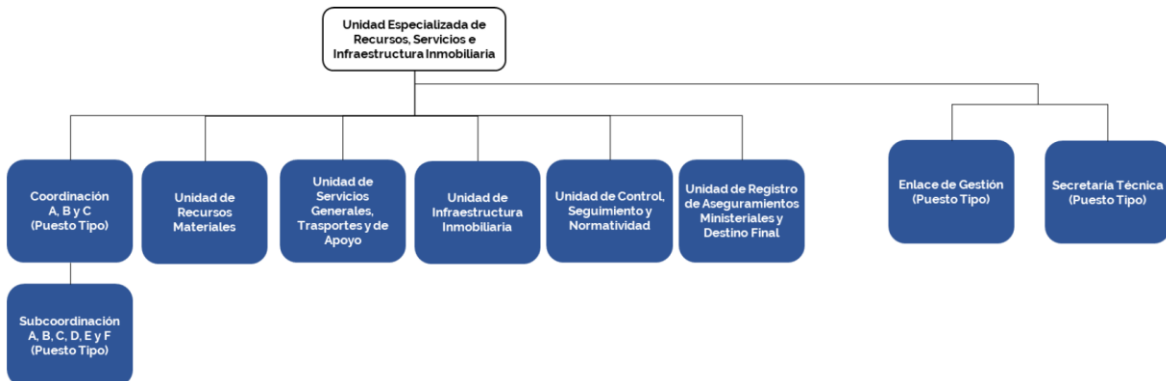 Unidad Especializada de
Recursos, Servicios e
Infraestructura Inmobiliaria
Coordinación
A, B y C
(Puesto Tipo)
Unidad de
Recursos
Materiales
Unidad de
Servicios
Generales,
Trasportes y de
Apoyo
Unidad de
Infraestructura
Inmobiliaria
Unidad de Control,
Seguimiento y
Normatividad
Unidad de Registro
de Aseguramientos
Ministeriales y
Destino Final
Enlace de Gestión
(Puesto Tipo)
Secretaría Técnica
(Puesto Tipo)
Subcoordinación
A, B, C, D, E y F
(Puesto Tipo)